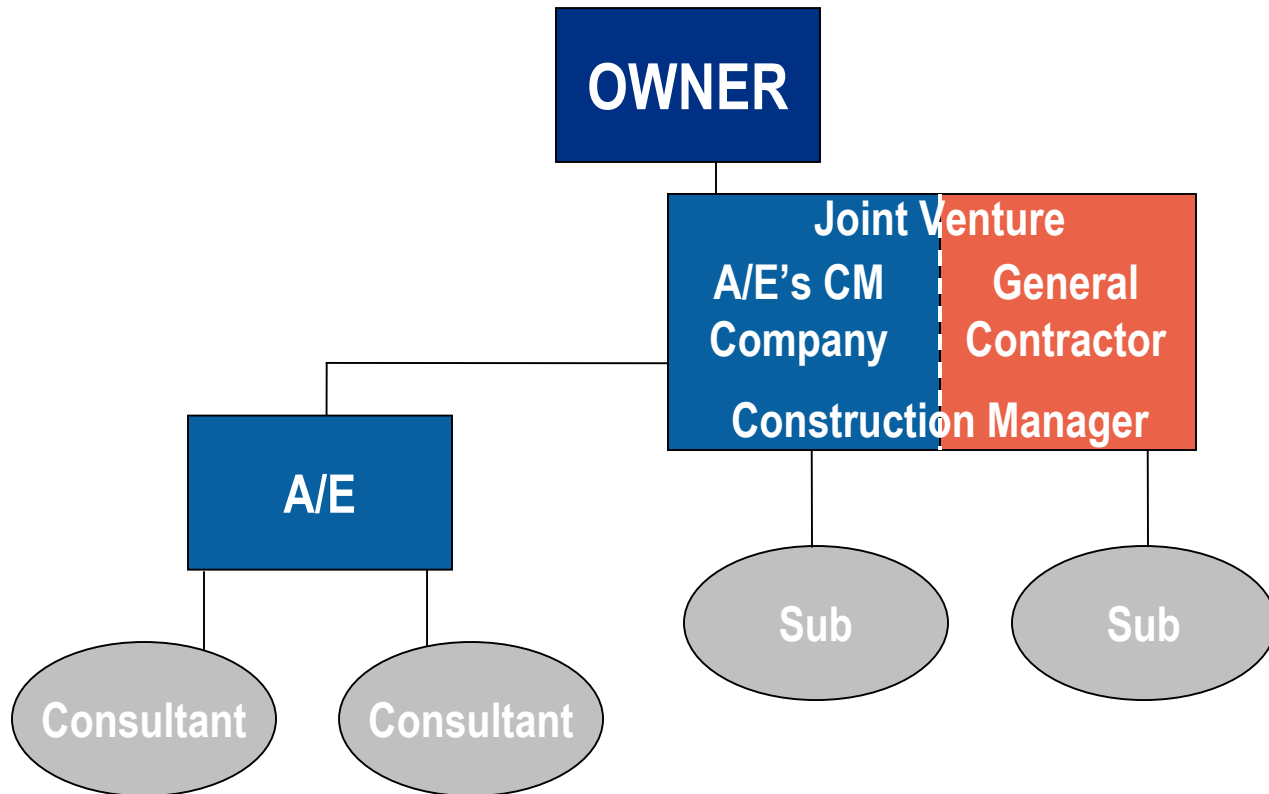 OWNER
Joint Venture
A/E’s CM
Company
General
Contractor
Construction Manager
A/E
Sub
Sub
Consultant
Consultant